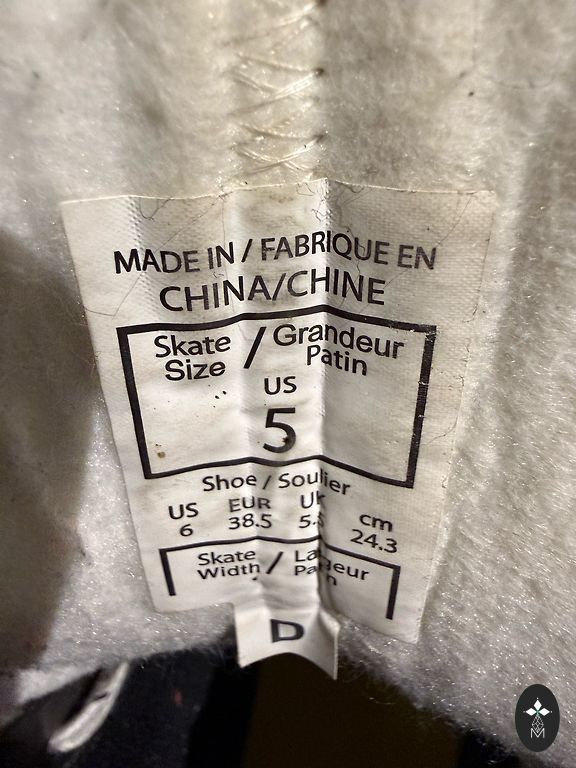 MADE IN / FABRIQUE EN
CHINA/CHINE
Skate Size / Grandeur Patin
US
5
Shoe / Soulier
US EUR UK cm
6 38.5 5.5 24.3
Skate Width / Largeur Patin
D
M